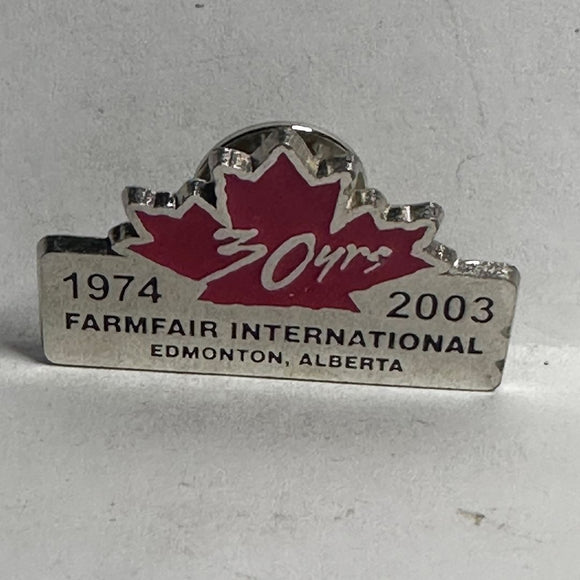 30yrs
1974 2003
FARMFAIR INTERNATIONAL
EDMONTON, ALBERTA